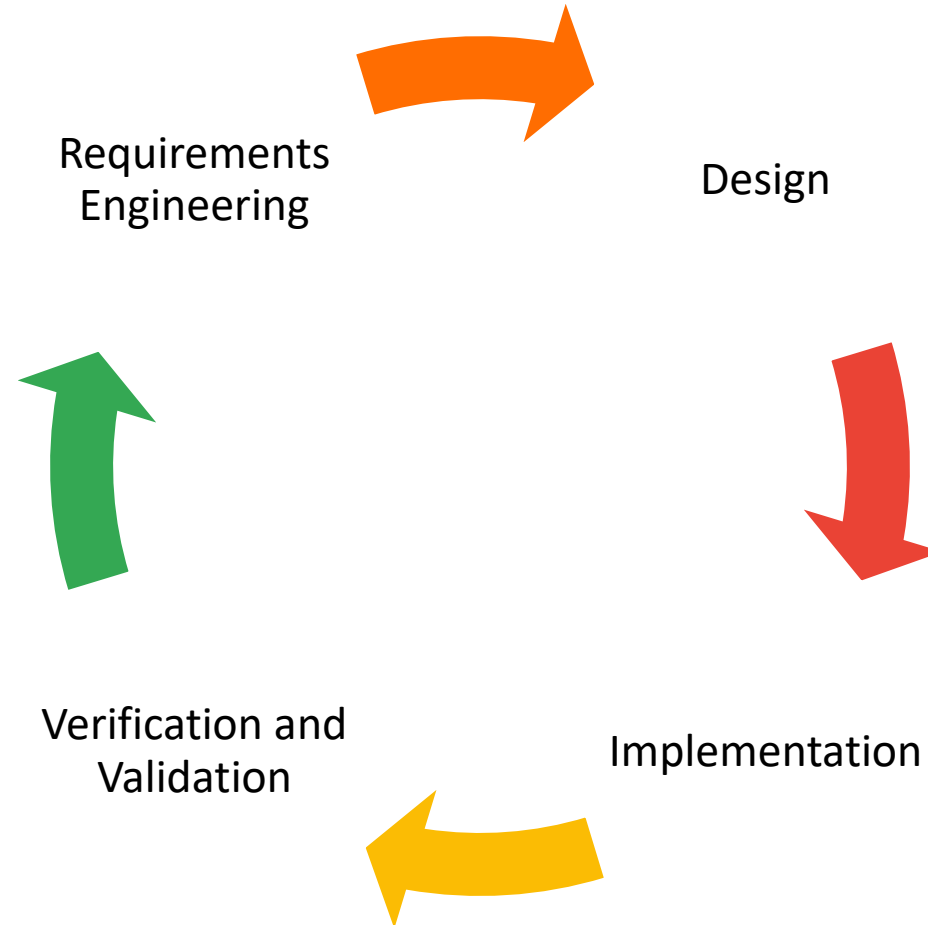 Requirements
Engineering
Design
Verification and
Validation
Implementation